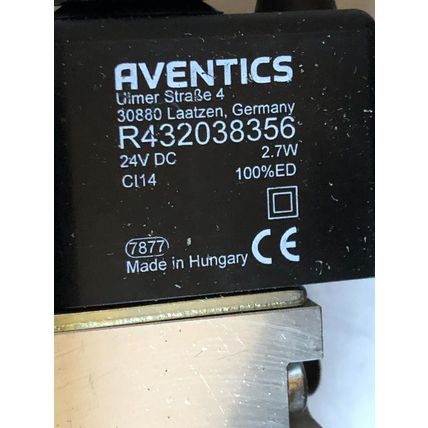 AVENTICS
Ulmer Straße 4
30880 Laatzen, Germany
R432038356
24V DC 2.7W
CI14 100%ED
7877
Made in Hungary CE